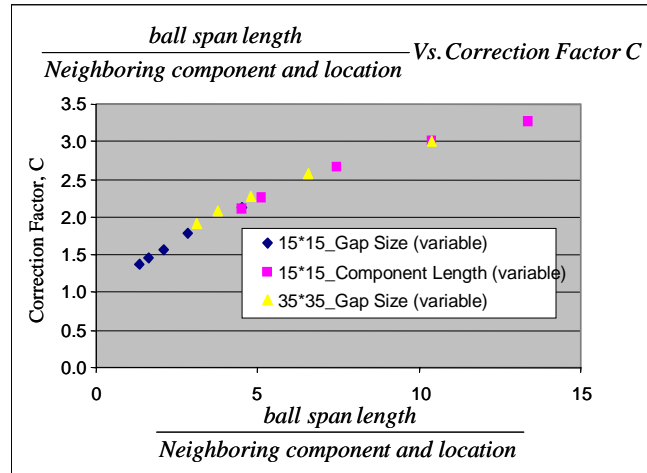 ball span length
Neighboring component and location
Vs. Correction Factor C
3.5
3.0
2.5
2.0
1.5
1.0
0.5
0.0
Correction Factor, C
15*15_Gap Size (variable)
15*15_Component Length (variable)
35*35_Gap Size (variable)
0
5
10
15
ball span length
Neighboring component and location